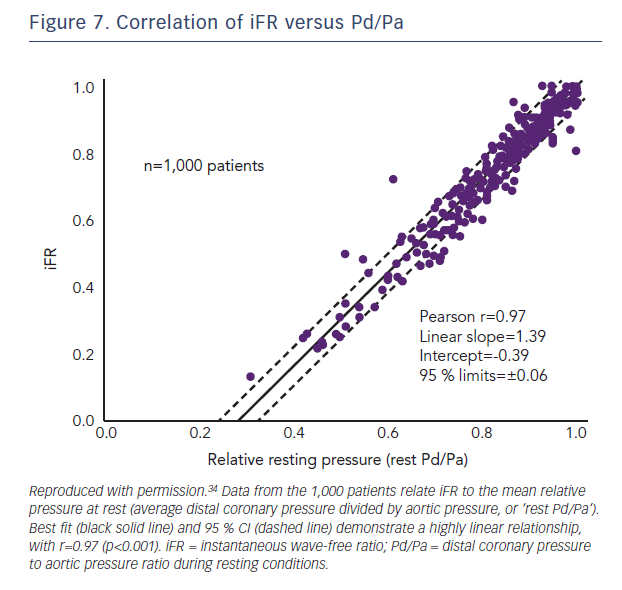 Figure 7. Correlation of iFR versus Pd/Pa
1.0
n=1,000 patients
0.8
0.6
iFR
0.4
Pearson r=0.97
Linear slope=1.39
Intercept=-0.39
95 % limits=±0.06
0.2
0.0
0.0 0.2 0.4 0.6 0.8 1.0
Relative resting pressure (rest Pd/Pa)
Reproduced with permission.³⁴ Data from the 1,000 patients relate iFR to the mean relative
pressure at rest (average distal coronary pressure divided by aortic pressure, or ‘rest Pd/Pa’).
Best fit (black solid line) and 95 % CI (dashed line) demonstrate a highly linear relationship,
with r=0.97 (p<0.001). iFR = instantaneous wave-free ratio; Pd/Pa = distal coronary pressure
to aortic pressure ratio during resting conditions.